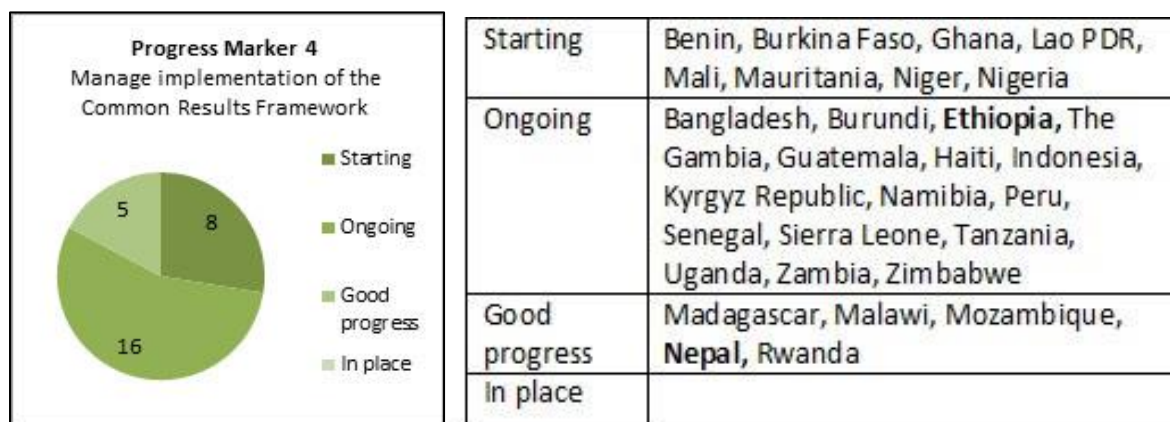 Progress Marker 4
Manage implementation of the
Common Results Framework
Starting
Ongoing
Good
progress
In place
5
8
16
Starting
Benin, Burkina Faso, Ghana, Lao PDR,
Mali, Mauritania, Niger, Nigeria
Ongoing
Bangladesh, Burundi, Ethiopia, The
Gambia, Guatemala, Haiti, Indonesia,
Kyrgyz Republic, Namibia, Peru,
Senegal, Sierra Leone, Tanzania,
Uganda, Zambia, Zimbabwe
Good
progress
Madagascar, Malawi, Mozambique,
Nepal, Rwanda
In place